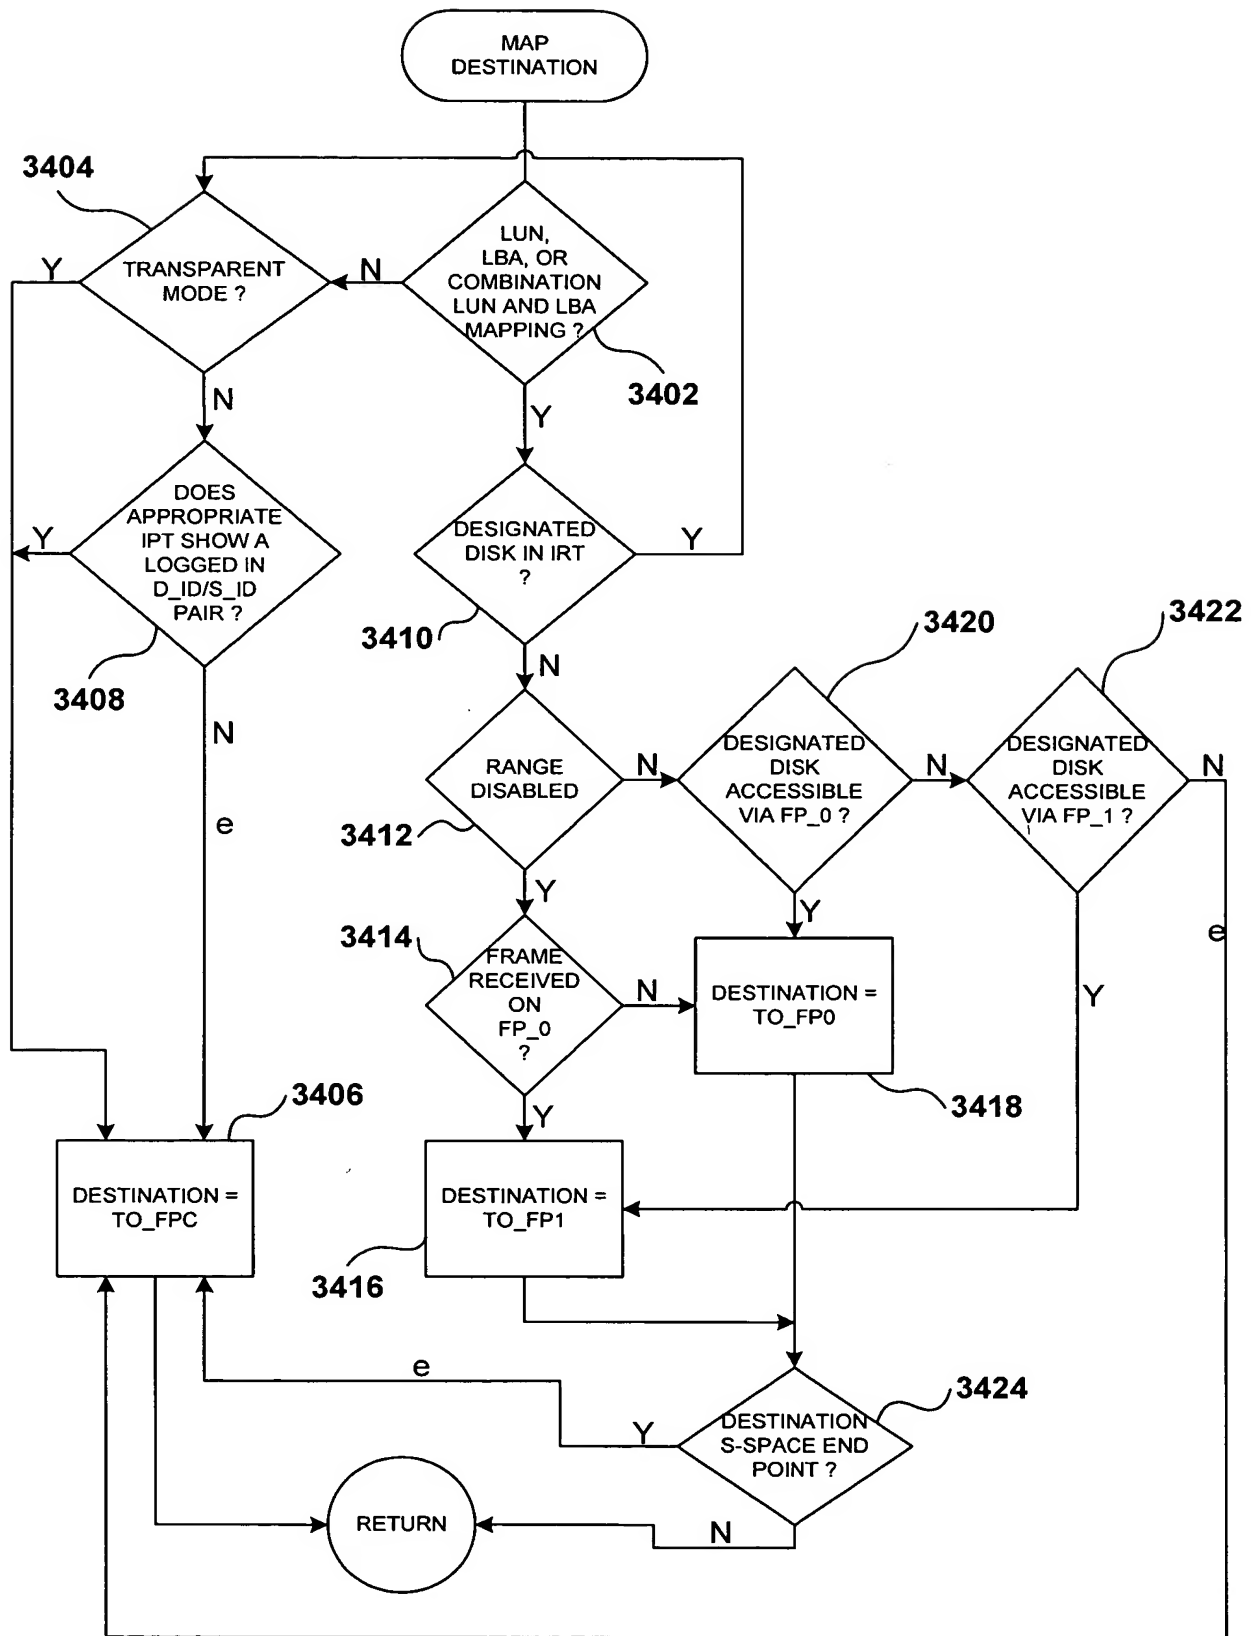 MAP
DESTINATION
3404
LUN,
LBA, OR
COMBINATION
LUN AND LBA
MAPPING ?
3402
N
Y
TRANSPARENT
MODE ?
Y
N
DOES
APPROPRIATE
IPT SHOW A
LOGGED IN
D_ID/S_ID
PAIR ?
Y
3408
N
e
DESIGNATED
DISK IN IRT
?
Y
3410
N
RANGE
DISABLED
N
3412
Y
3420
DESIGNATED
DISK
ACCESSIBLE
VIA FP_0 ?
N
Y
3422
DESIGNATED
DISK
ACCESSIBLE
VIA FP_1 ?
N
e
Y
3414
FRAME
RECEIVED
ON
FP_0
?
N
Y
DESTINATION =
TO_FP0
3418
3406
DESTINATION =
TO_FPC
DESTINATION =
TO_FP1
3416
e
3424
DESTINATION
S-SPACE END
POINT ?
Y
N
RETURN